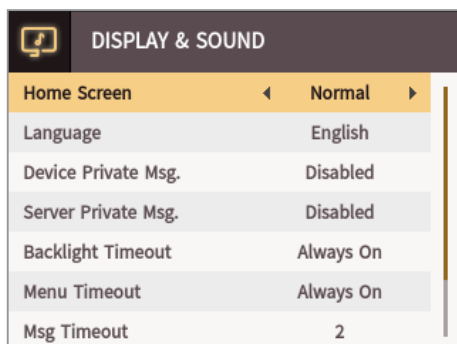 DISPLAY & SOUND
Home Screen Normal
Language English
Device Private Msg. Disabled
Server Private Msg. Disabled
Backlight Timeout Always On
Menu Timeout Always On
Msg Timeout 2